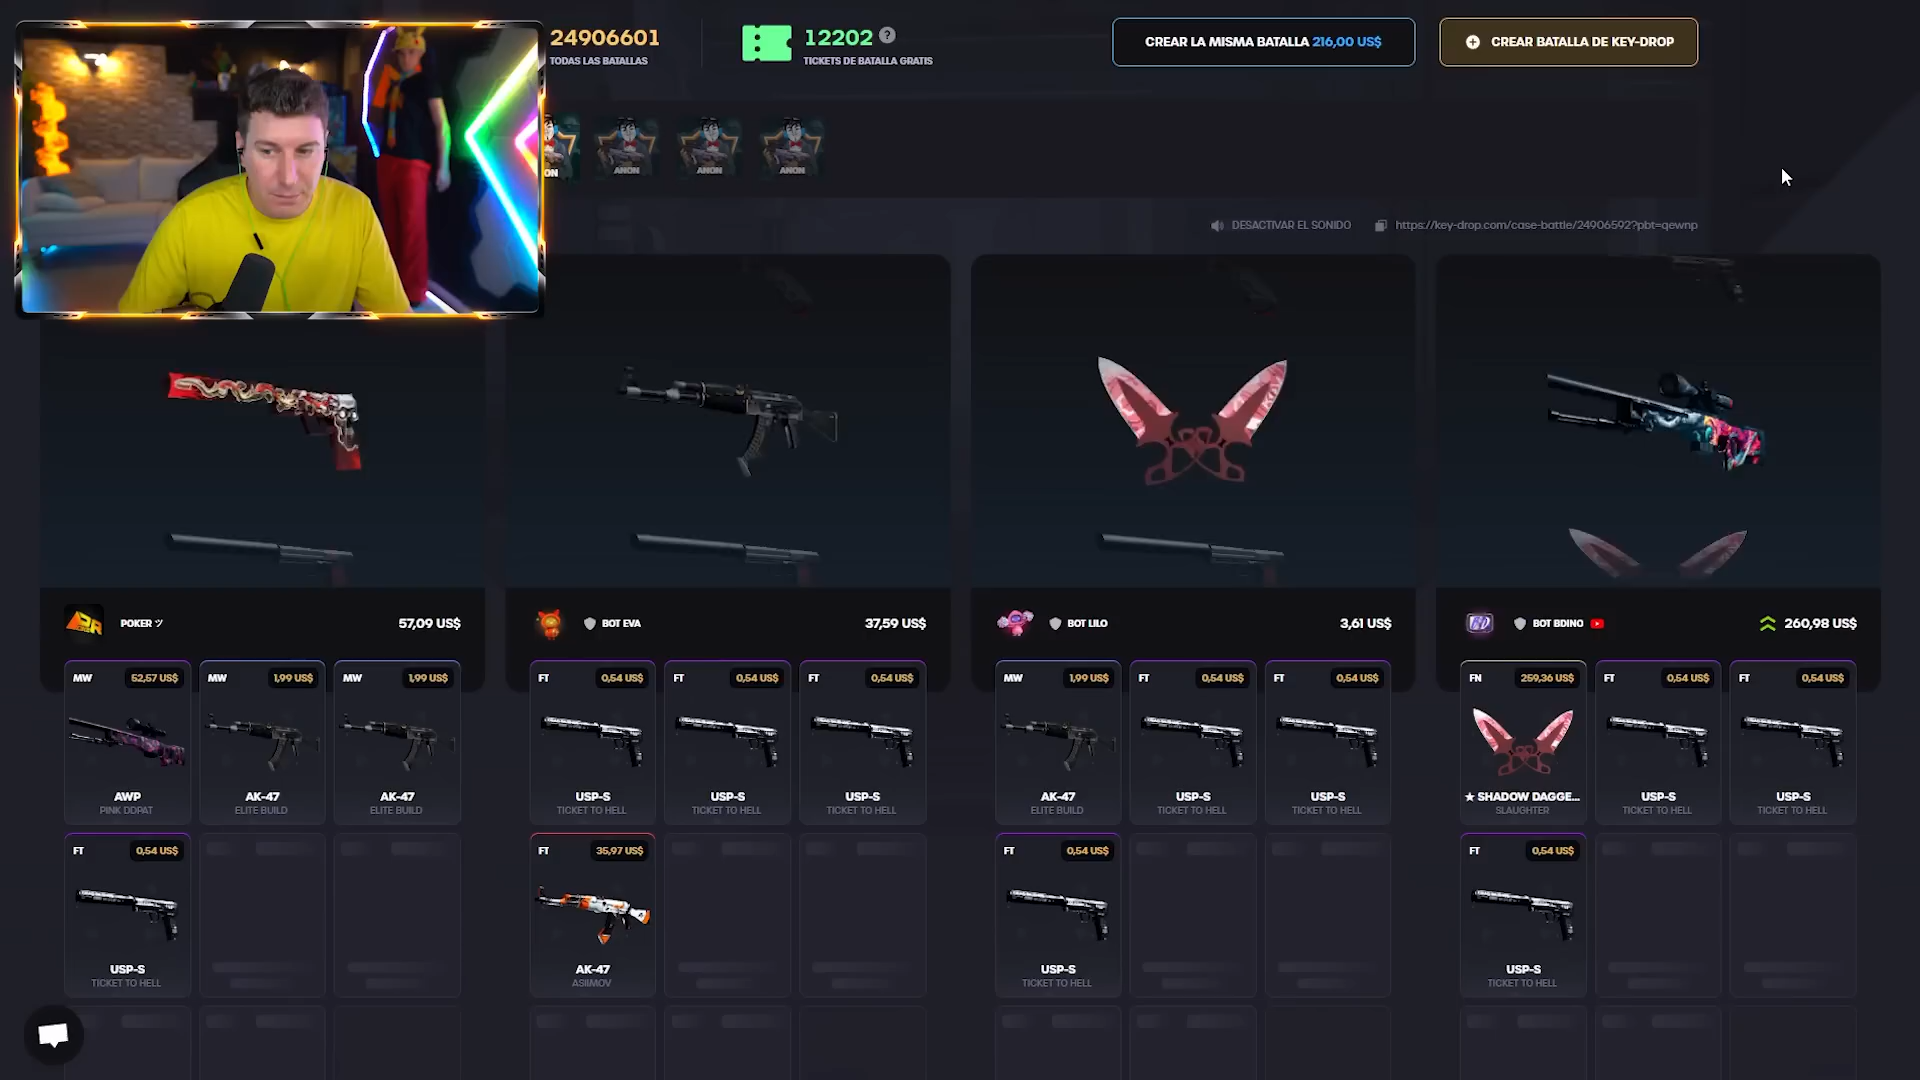 24906601
TODAS LAS BATALLAS
12202 ?
TICKETS DE BATALLA GRATIS
CREAR LA MISMA BATALLA 216,00 US$
CREAR BATALLA DE KEY-DROP
ON
ANON
ANON
ANON
DESACTIVAR EL SONIDO
https://key-drop.com/case-battle/24906592?pbt=qewnp
POKER ツ
57,09 US$
BOT EVA
37,59 US$
BOT LILO
3,61 US$
BOT BDINO
260,98 US$
MW 52,57 US$
AWP
PINK DDPAT
MW 1,99 US$
AK-47
ELITE BUILD
MW 1,99 US$
AK-47
ELITE BUILD
FT 0,54 US$
USP-S
TICKET TO HELL
FT 0,54 US$
USP-S
TICKET TO HELL
FT 0,54 US$
USP-S
TICKET TO HELL
MW 1,99 US$
AK-47
ELITE BUILD
FT 0,54 US$
USP-S
TICKET TO HELL
FT 0,54 US$
USP-S
TICKET TO HELL
FN 259,36 US$
★ SHADOW DAGGE...
SLAUGHTER
FT 0,54 US$
USP-S
TICKET TO HELL
FT 0,54 US$
USP-S
TICKET TO HELL
FT 0,54 US$
USP-S
TICKET TO HELL
FT 35,97 US$
AK-47
ASIIMOV
FT 0,54 US$
USP-S
TICKET TO HELL
FT 0,54 US$
USP-S
TICKET TO HELL